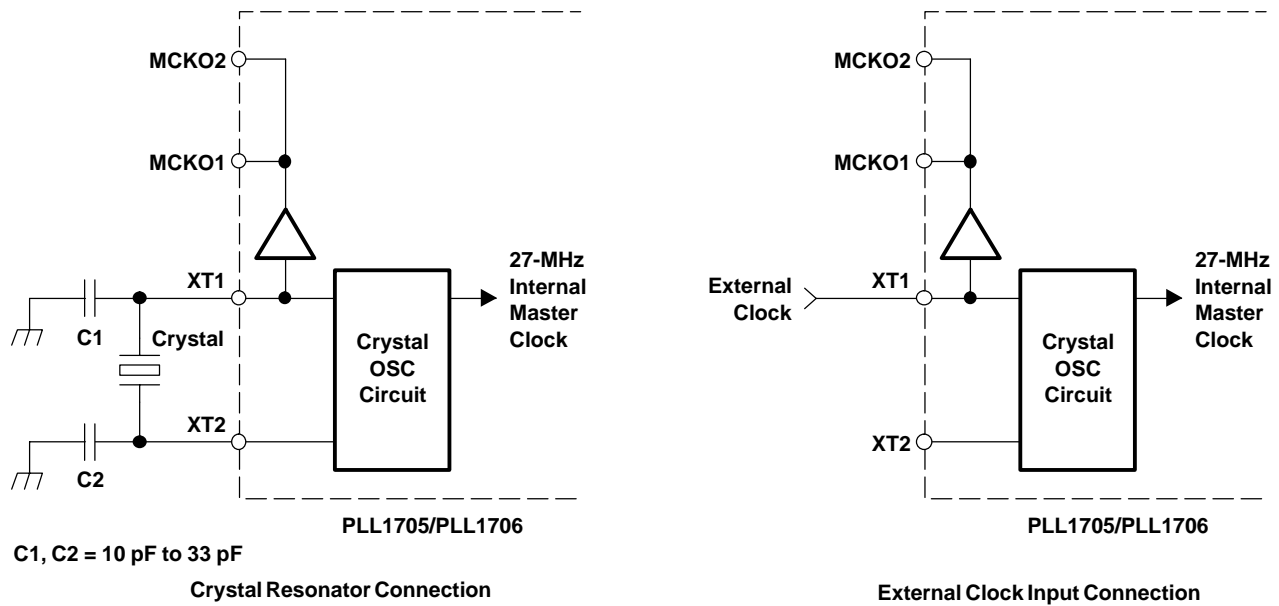 MCKO2
MCKO1
XT1
C1
Crystal
XT2
C2
Crystal
OSC
Circuit
27-MHz
Internal
Master
Clock
PLL1705/PLL1706
C1, C2 = 10 pF to 33 pF
Crystal Resonator Connection
MCKO2
MCKO1
External
Clock
XT1
XT2
Crystal
OSC
Circuit
27-MHz
Internal
Master
Clock
PLL1705/PLL1706
External Clock Input Connection